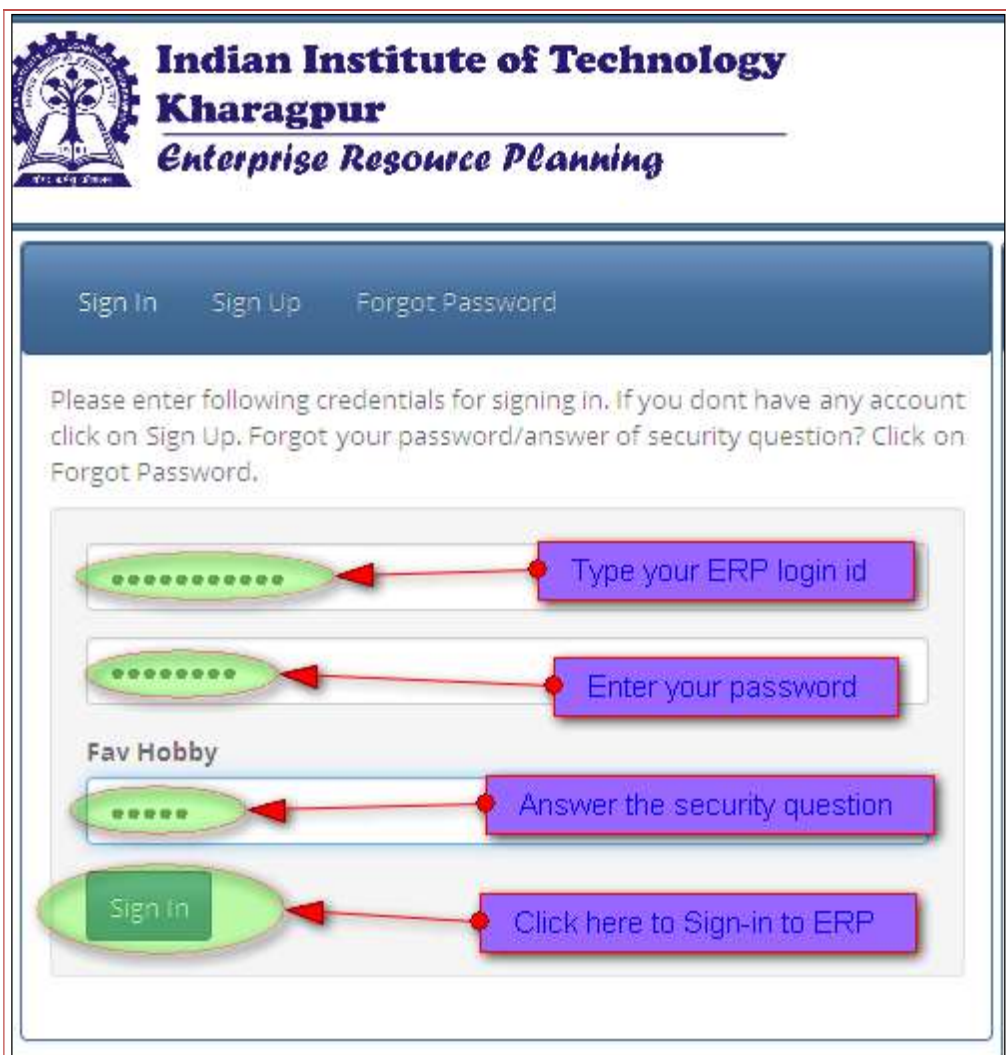 Indian Institute of Technology
Kharagpur
Enterprise Resource Planning
Sign In Sign Up Forgot Password
Please enter following credentials for signing in. If you dont have any account
click on Sign Up. Forgot your password/answer of security question? Click on
Forgot Password.
Type your ERP login id
Enter your password
Fav Hobby
Answer the security question
Sign In
Click here to Sign-in to ERP